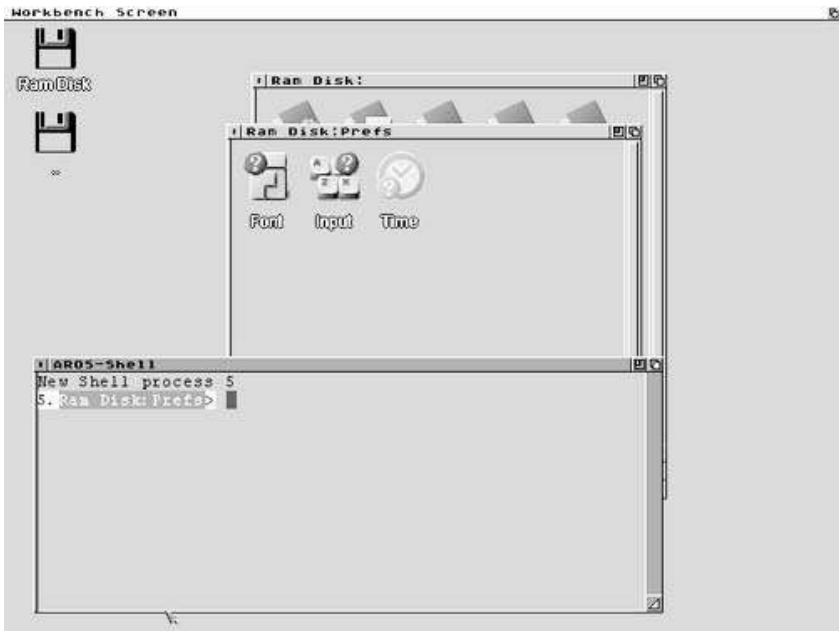 Workbench Screen
Ram Disk
Ram Disk:
Ram Disk:Prefs
Font Input Time
AROS-Shell
New Shell process 5
5.Ram Disk:Prefs>